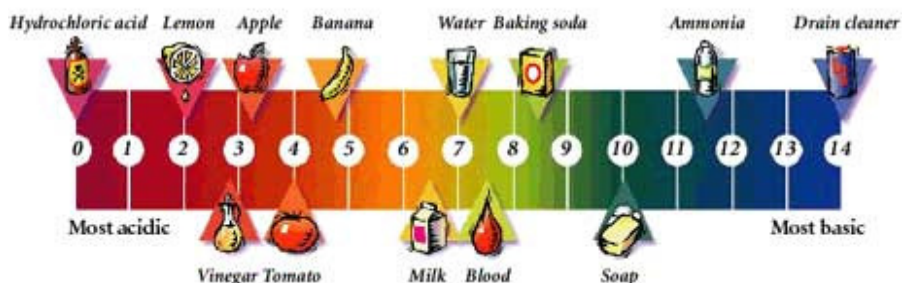 Hydrochloric acid Lemon Apple Banana Water Baking soda Ammonia Drain cleaner
0 1 2 3 4 5 6 7 8 9 10 11 12 13 14
Most acidic Most basic
Vinegar Tomato Milk Blood Soap